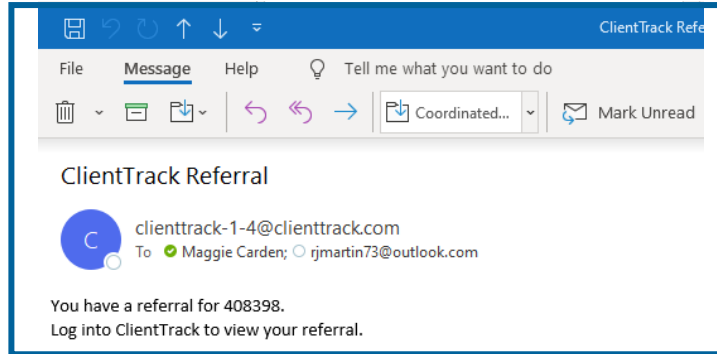 ClientTrack Refe
File Message Help Tell me what you want to do
Coordinated... Mark Unread
ClientTrack Referral
C
clienttrack-1-4@clienttrack.com
To Maggie Carden; rjmartin73@outlook.com
You have a referral for 408398.
Log into ClientTrack to view your referral.